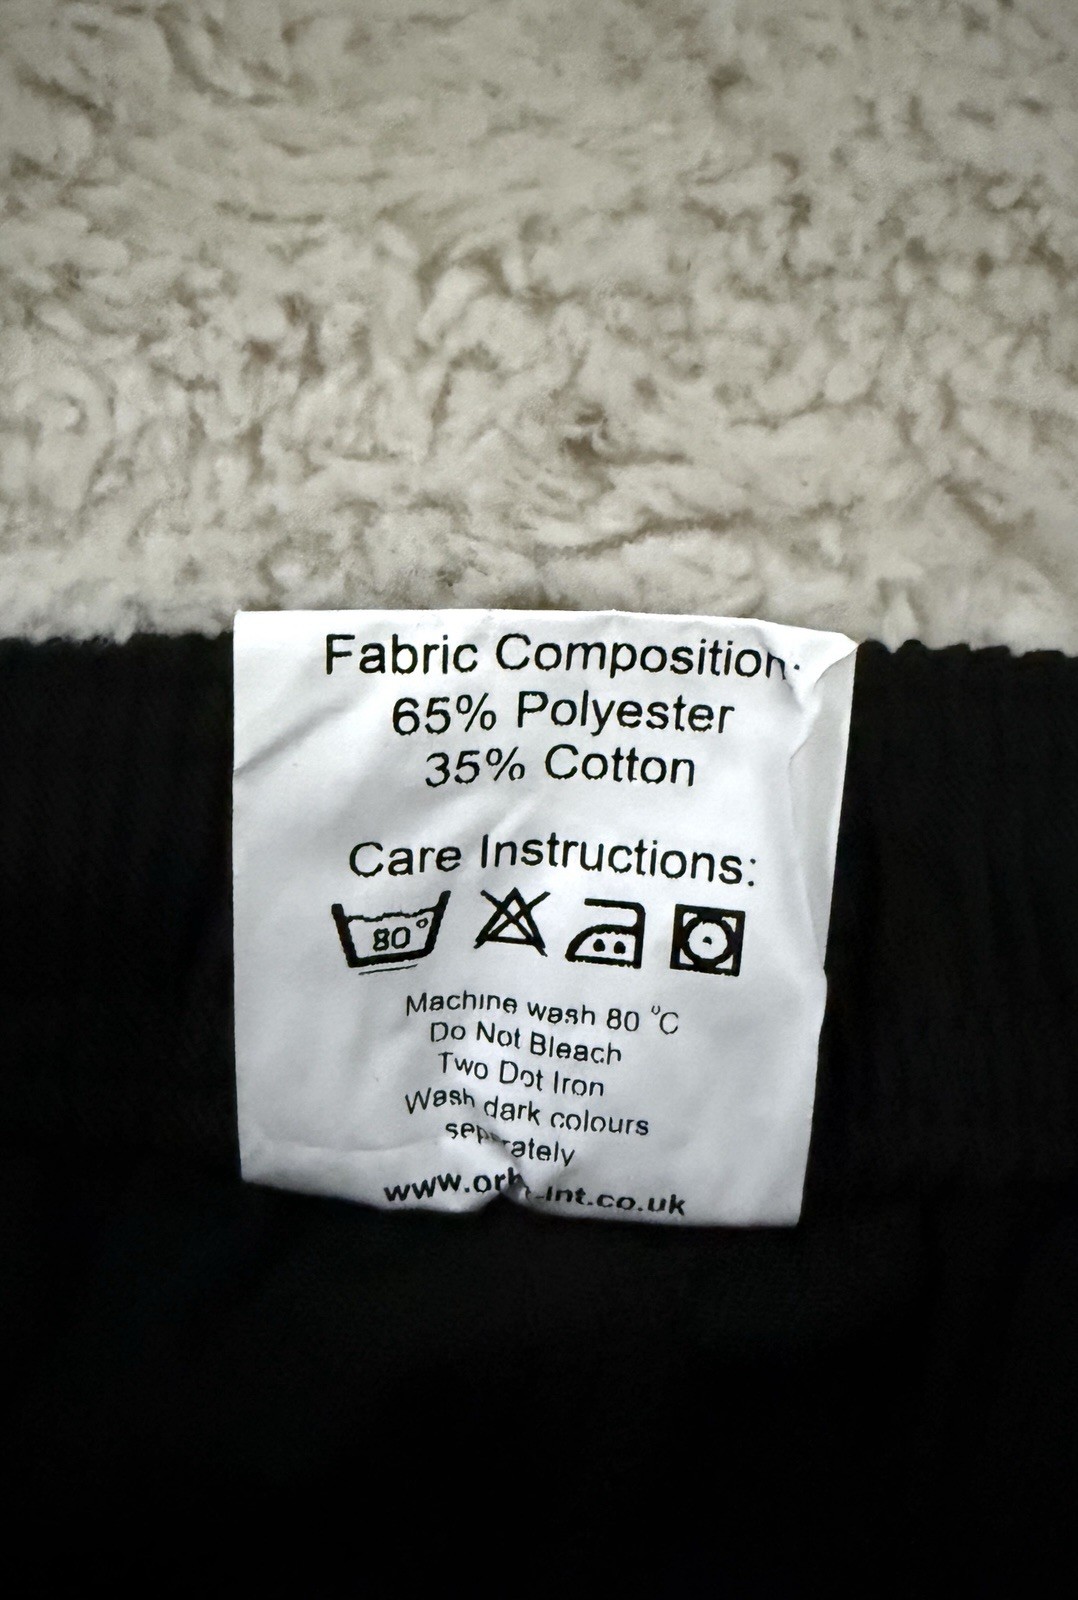 Fabric Composition:
65% Polyester
35% Cotton
Care Instructions:
80°
Machine wash 80 °C
Do Not Bleach
Two Dot Iron
Wash dark colours
separately